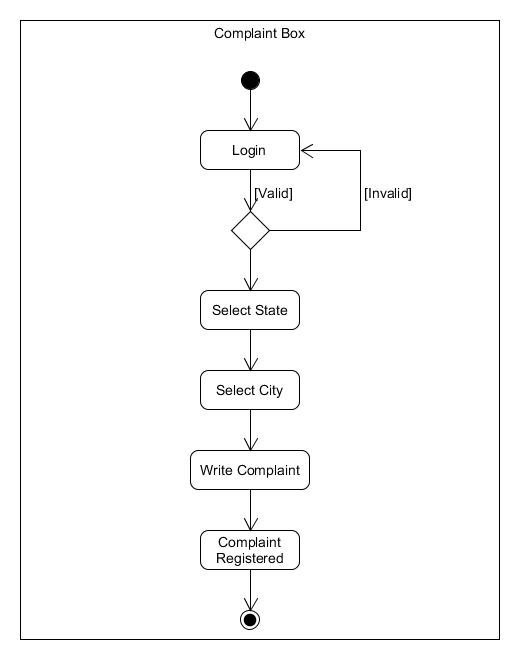 Complaint Box
Login
[Valid]
[Invalid]
Select State
Select City
Write Complaint
Complaint
Registered